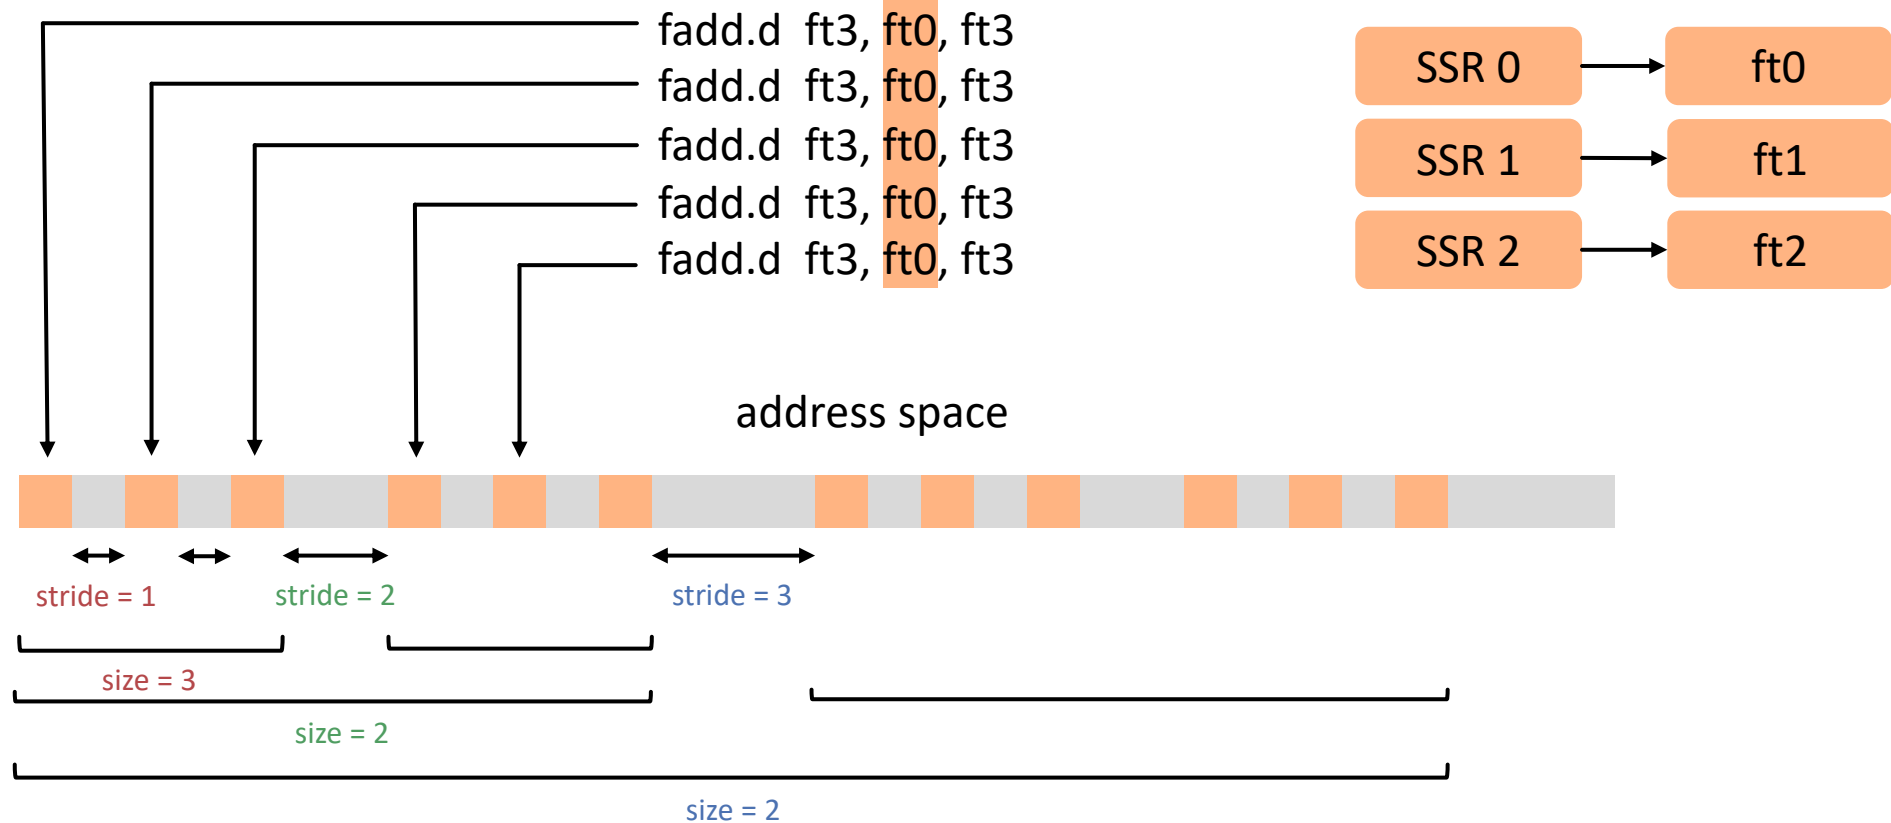 fadd.d ft3, ft0, ft3
fadd.d ft3, ft0, ft3
fadd.d ft3, ft0, ft3
fadd.d ft3, ft0, ft3
fadd.d ft3, ft0, ft3
SSR 0
ft0
SSR 1
ft1
SSR 2
ft2
address space
stride = 1
stride = 2
stride = 3
size = 3
size = 2
size = 2